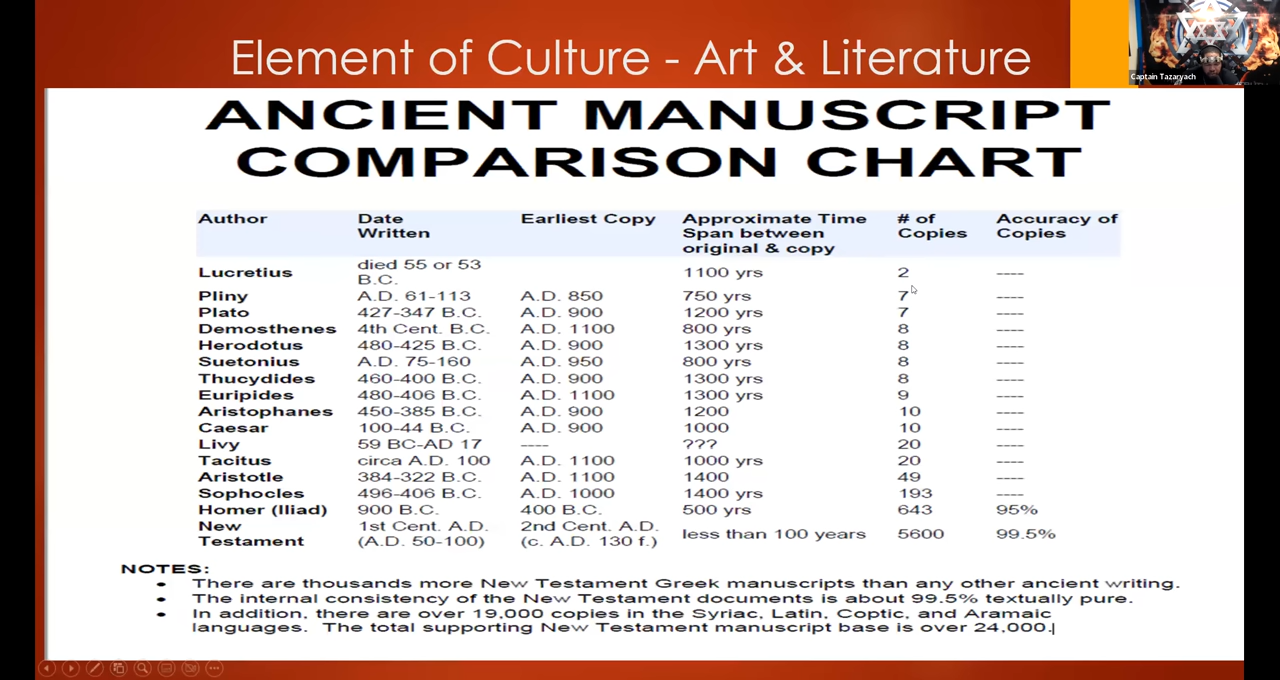 Element of Culture - Art & Literature
Captain Tazaryach
ANCIENT MANUSCRIPT
COMPARISON CHART
Author Date Written Earliest Copy Approximate Time Span between original & copy # of Copies Accuracy of Copies
Lucretius died 55 or 53 B.C. 1100 yrs 2 ----
Pliny A.D. 61-113 A.D. 850 750 yrs 7 ----
Plato 427-347 B.C. A.D. 900 1200 yrs 7 ----
Demosthenes 4th Cent. B.C. A.D. 1100 800 yrs 8 ----
Herodotus 480-425 B.C. A.D. 900 1300 yrs 8 ----
Suetonius A.D. 75-160 A.D. 950 800 yrs 8 ----
Thucydides 460-400 B.C. A.D. 900 1300 yrs 8 ----
Euripides 480-406 B.C. A.D. 1100 1300 yrs 9 ----
Aristophanes 450-385 B.C. A.D. 900 1200 10 ----
Caesar 100-44 B.C. A.D. 900 1000 10 ----
Livy 59 BC-AD 17 ---- ??? 20 ----
Tacitus circa A.D. 100 A.D. 1100 1000 yrs 20 ----
Aristotle 384-322 B.C. A.D. 1100 1400 49 ----
Sophocles 496-406 B.C. A.D. 1000 1400 yrs 193 ----
Homer (Iliad) 900 B.C. 400 B.C. 500 yrs 643 95%
New Testament 1st Cent. A.D. (A.D. 50-100) 2nd Cent. A.D. (c. A.D. 130 f.) less than 100 years 5600 99.5%
NOTES:
• There are thousands more New Testament Greek manuscripts than any other ancient writing.
• The internal consistency of the New Testament documents is about 99.5% textually pure.
• In addition, there are over 19,000 copies in the Syriac, Latin, Coptic, and Aramaic
languages. The total supporting New Testament manuscript base is over 24,000.